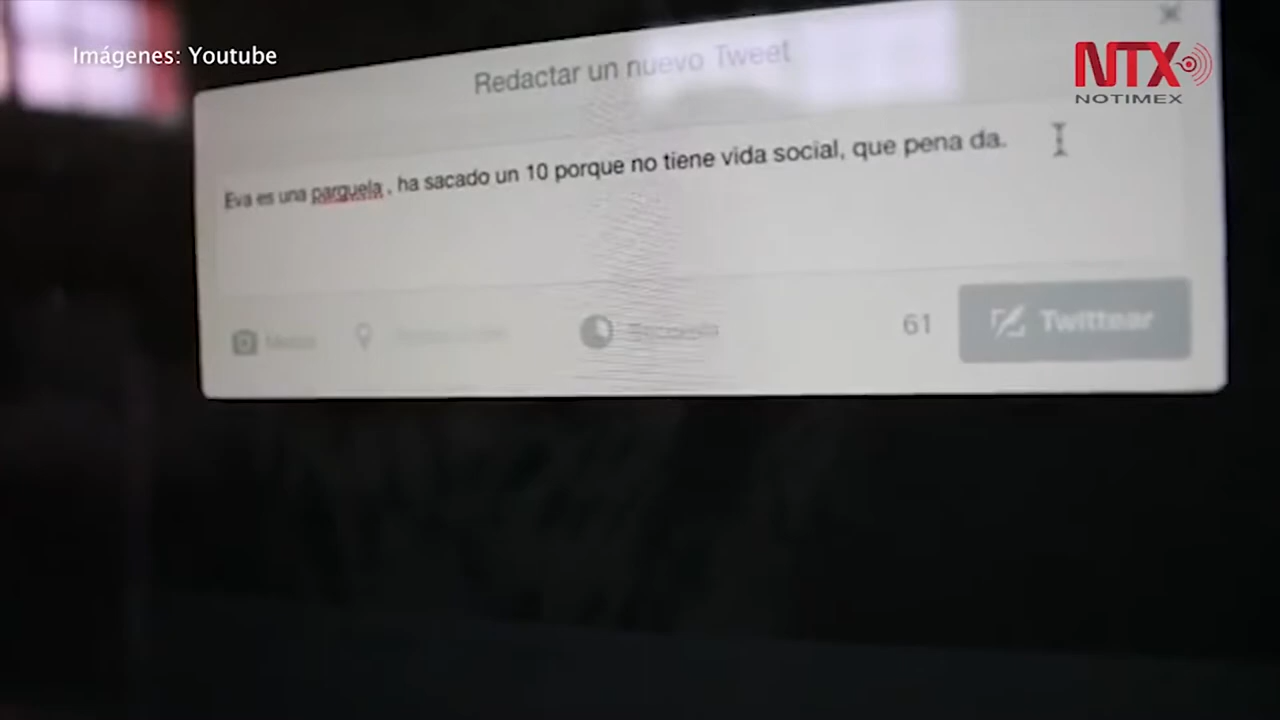 Imágenes: Youtube
NTX
NOTIMEX
Redactar un nuevo Tweet
Eva es una parguela , ha sacado un 10 porque no tiene vida social, que pena da.
61
Twittear